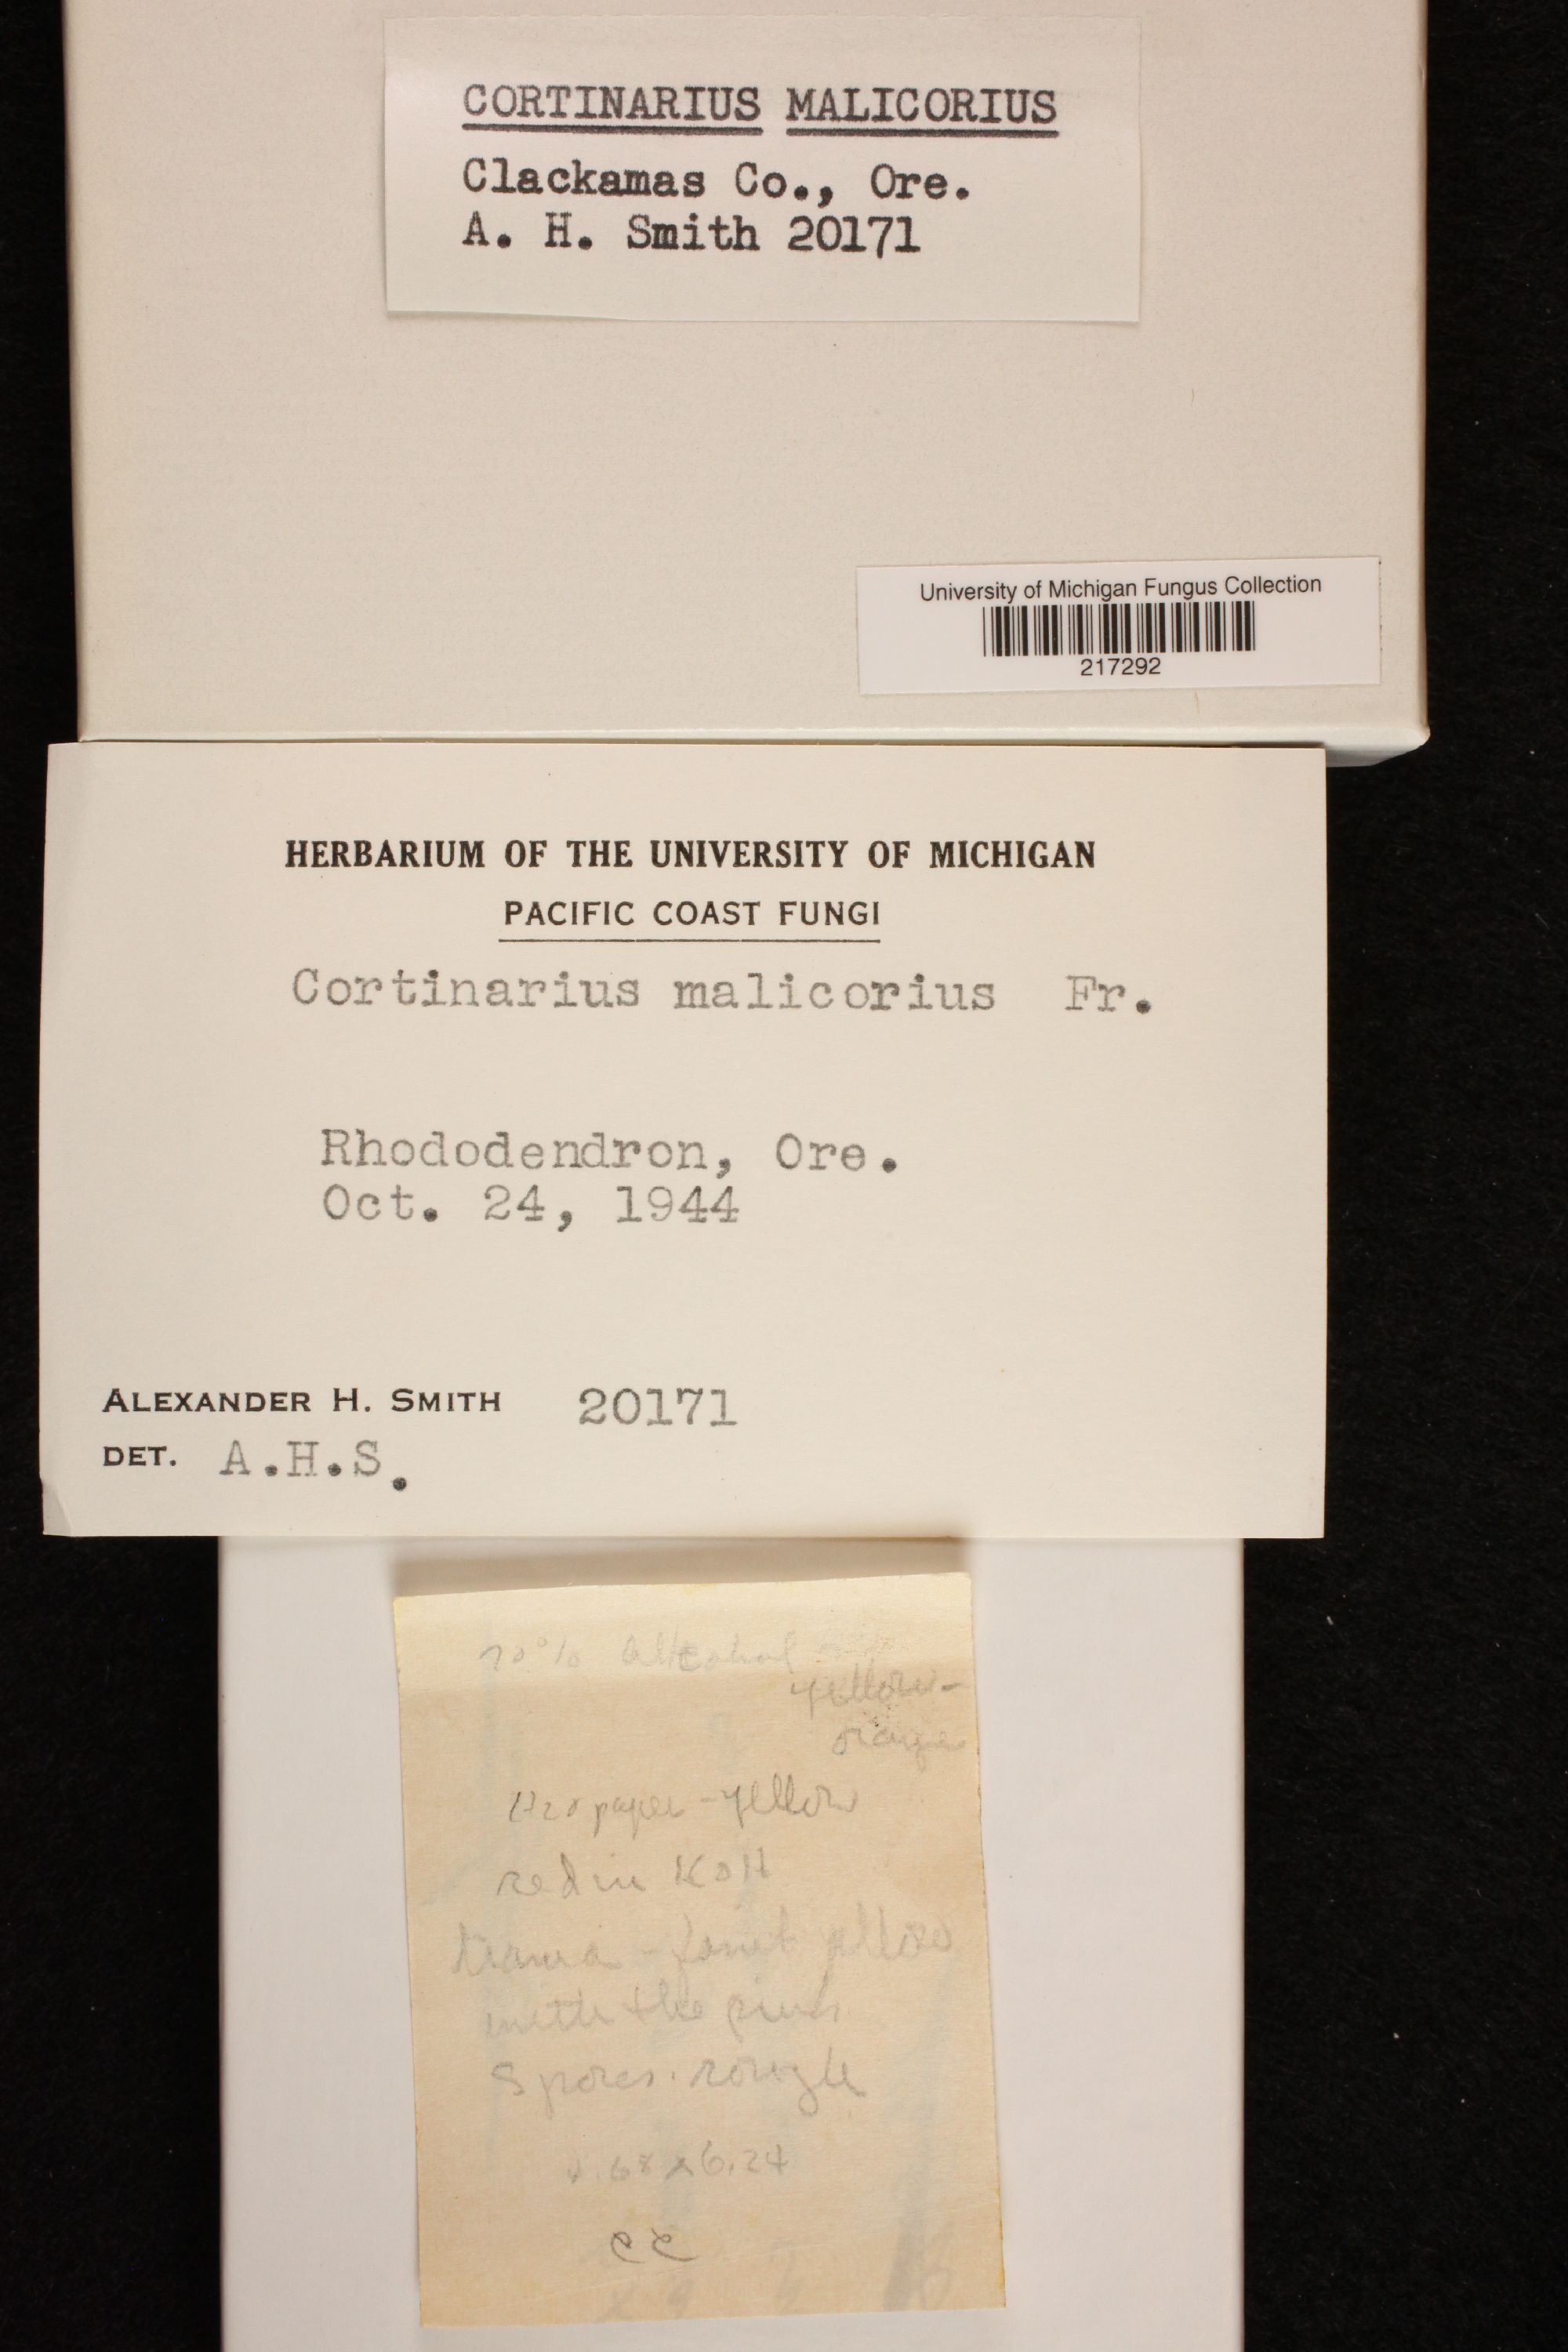 CORTINARIUS MALICORIUS
Clackamas Co., Ore.
A. H. Smith 20171
University of Michigan Fungus Collection
217292
HERBARIUM OF THE UNIVERSITY OF MICHIGAN
PACIFIC COAST FUNGI
Cortinarius malicorius Fr.
Rhododendron, Ore.
Oct. 24, 1944
ALEXANDER H. SMITH 20171
DET. A.H.S.
70% alcohol
yellow-
orange
paper - yellow
red in KOH
yellow
with the
Spores. rough